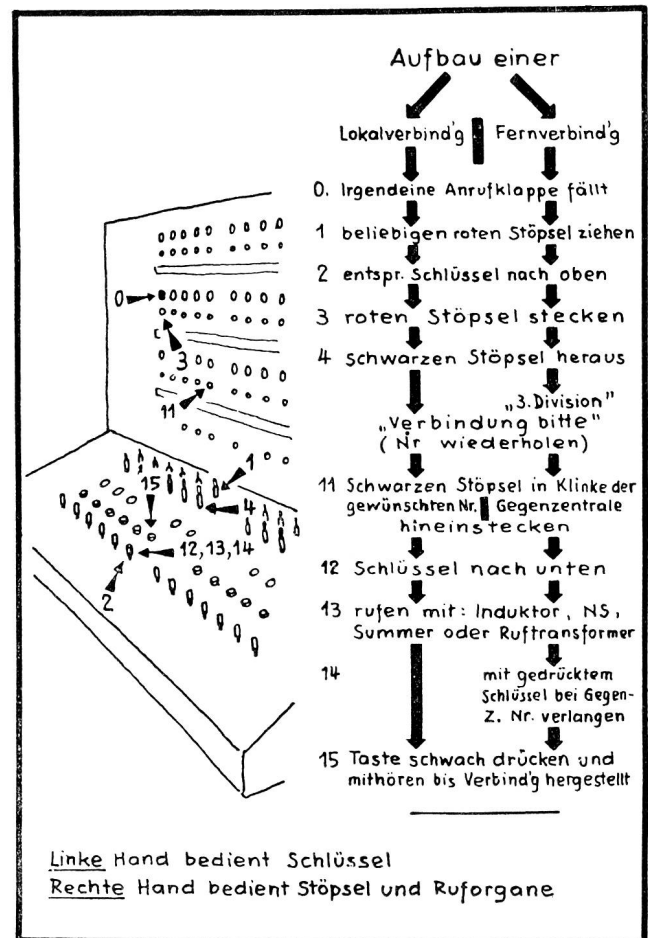 Aufbau einer
Lokalverbind'g Fernverbind'g
0. Irgendeine Anrufklappe fällt
1 beliebigen roten Stöpsel ziehen
2 entspr. Schlüssel nach oben
3 roten Stöpsel stecken
4 Schwarzen Stöpsel heraus
„3. Division"
„Verbindung bitte"
(Nr wiederholen)
11 Schwarzen Stöpsel in Klinke der
gewünschten Nr. Gegenzentrale
hineinstecken
12 Schlüssel nach unten
13 rufen mit: Induktor, NS,
Summer oder Ruftransformer
14 mit gedrücktem
Schlüssel bei Gegen-
Z. Nr. verlangen
15 Taste schwach drücken und
mithören bis Verbind'g hergestellt
0
3
11
1
15
4
12, 13, 14
2
Linke Hand bedient Schlüssel
Rechte Hand bedient Stöpsel und Ruforgane